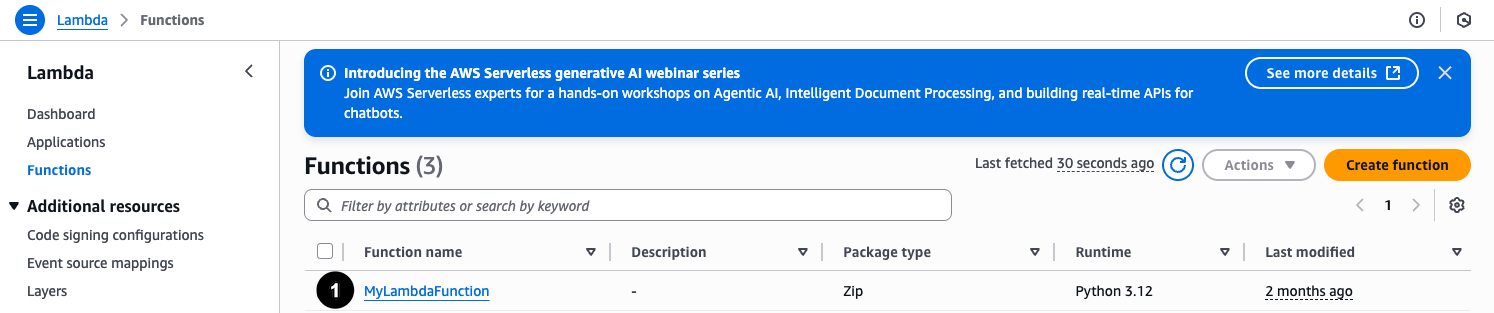 Lambda > Functions
Lambda
Dashboard
Applications
Functions
Additional resources
Code signing configurations
Event source mappings
Layers
Introducing the AWS Serverless generative AI webinar series
Join AWS Serverless experts for a hands-on workshops on Agentic AI, Intelligent Document Processing, and building real-time APIs for
chatbots.
See more details
Functions (3)
Last fetched 30 seconds ago
Actions
Create function
Filter by attributes or search by keyword
1
Function name Description Package type Runtime Last modified
1 MyLambdaFunction - Zip Python 3.12 2 months ago